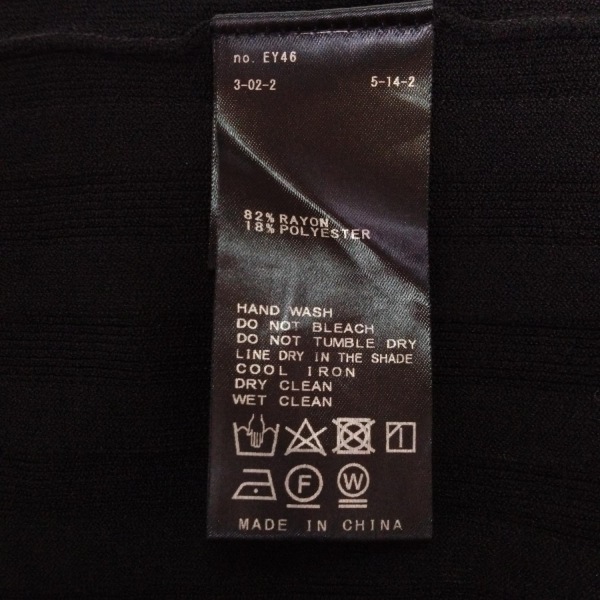 no. EY46
3-02-2 5-14-2
82% RAYON
18% POLYESTER
HAND WASH
DO NOT BLEACH
DO NOT TUMBLE DRY
LINE DRY IN THE SHADE
COOL IRON
DRY CLEAN
WET CLEAN
F W
MADE IN CHINA